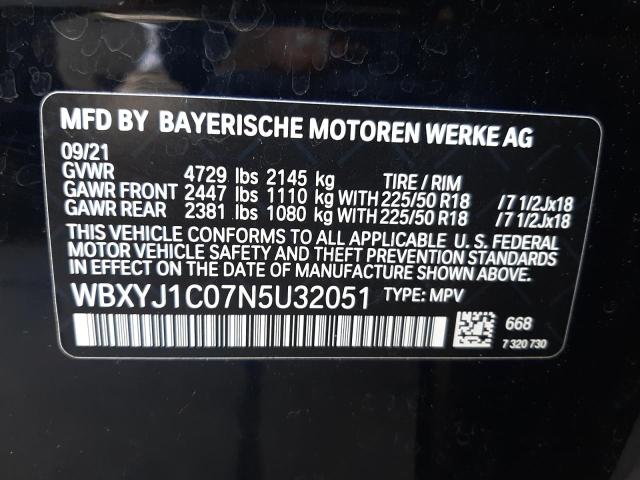 MFD BY BAYERISCHE MOTOREN WERKE AG
09/21
GVWR 4729 lbs 2145 kg TIRE / RIM
GAWR FRONT 2447 lbs 1110 kg WITH 225/50 R18 / 7 1/2Jx18
GAWR REAR 2381 lbs 1080 kg WITH 225/50 R18 / 7 1/2Jx18
THIS VEHICLE CONFORMS TO ALL APPLICABLE U. S. FEDERAL
MOTOR VEHICLE SAFETY AND THEFT PREVENTION STANDARDS
IN EFFECT ON THE DATE OF MANUFACTURE SHOWN ABOVE.
WBXYJ1C07N5U32051 TYPE: MPV
668
7 320 730